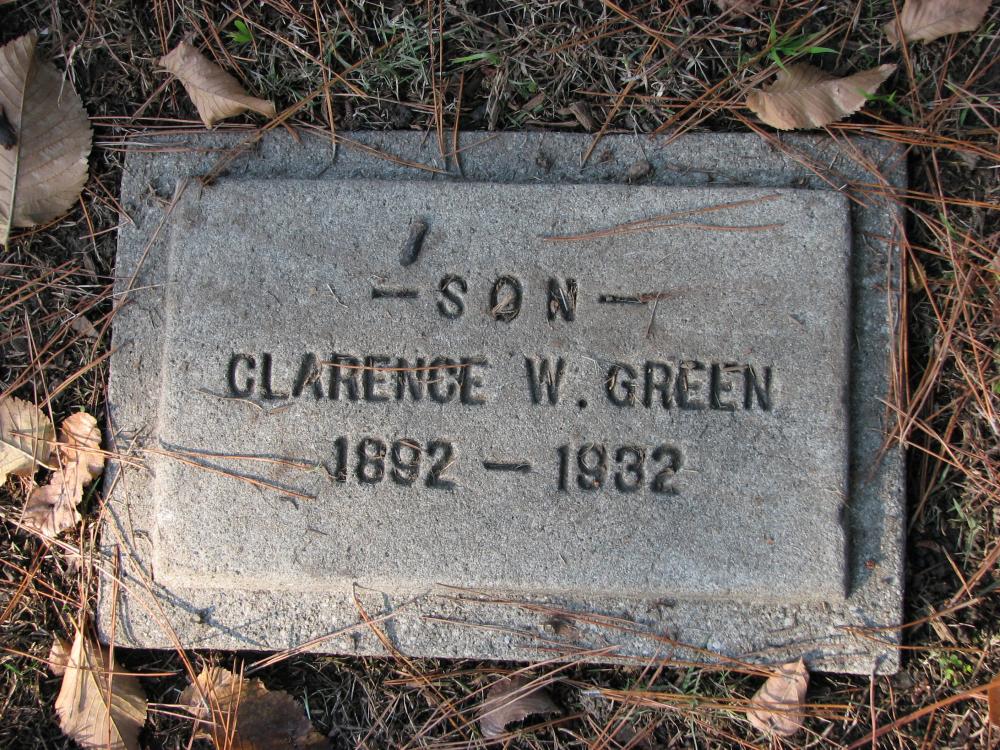 — SON —
CLARENCE W. GREEN
1892 — 1932